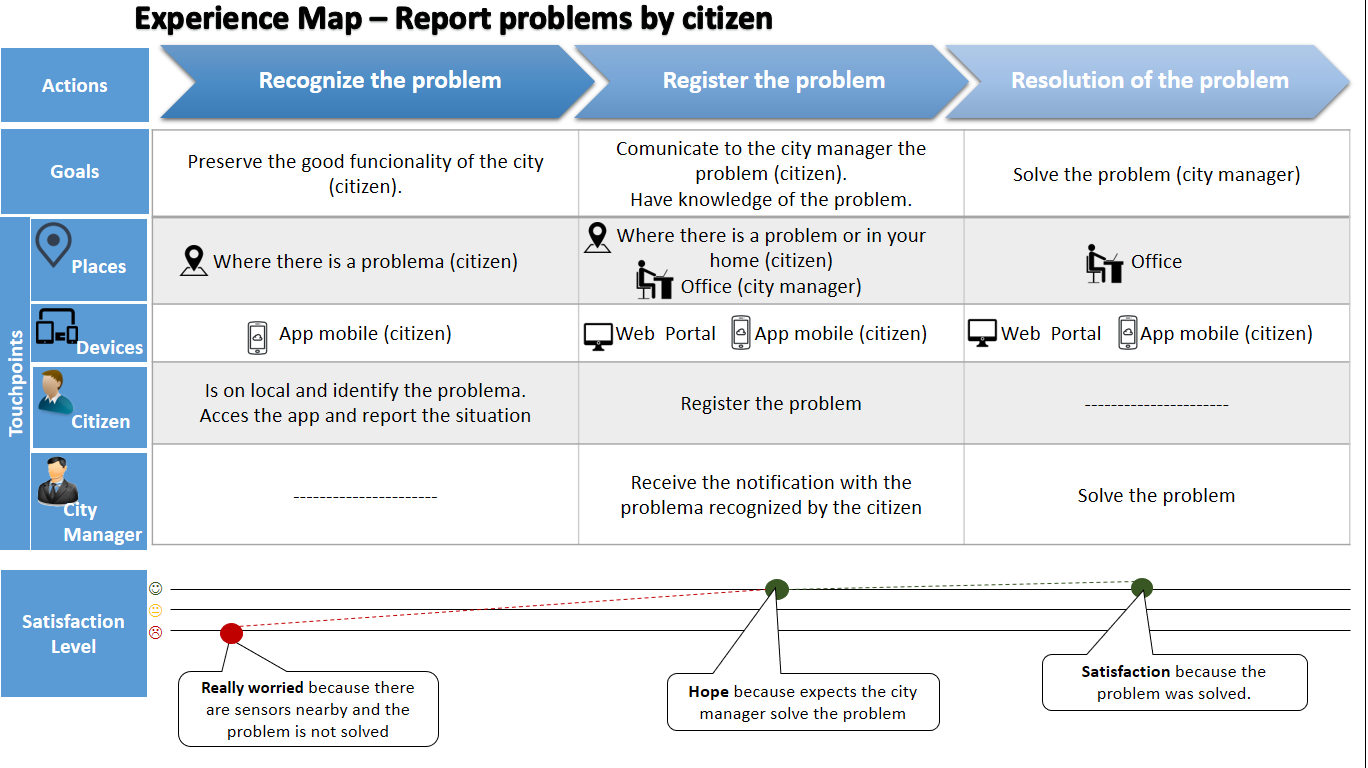 Experience Map – Report problems by citizen
Actions
Recognize the problem
Register the problem
Resolution of the problem
Goals
Preserve the good funcionality of the city
(citizen).
Comunicate to the city manager the
problem (citizen).
Have knowledge of the problem.
Solve the problem (city manager)
Touchpoints
Places
Where there is a problema (citizen)
Where there is a problem or in your
home (citizen)
Office (city manager)
Office
Devices
App mobile (citizen)
Web Portal
App mobile (citizen)
Web Portal
App mobile (citizen)
Citizen
Is on local and identify the problema.
Acces the app and report the situation
Register the problem
----------------------
City
Manager
----------------------
Receive the notification with the
problema recognized by the citizen
Solve the problem
Satisfaction
Level
Really worried because there
are sensors nearby and the
problem is not solved
Hope because expects the city
manager solve the problem
Satisfaction because the
problem was solved.